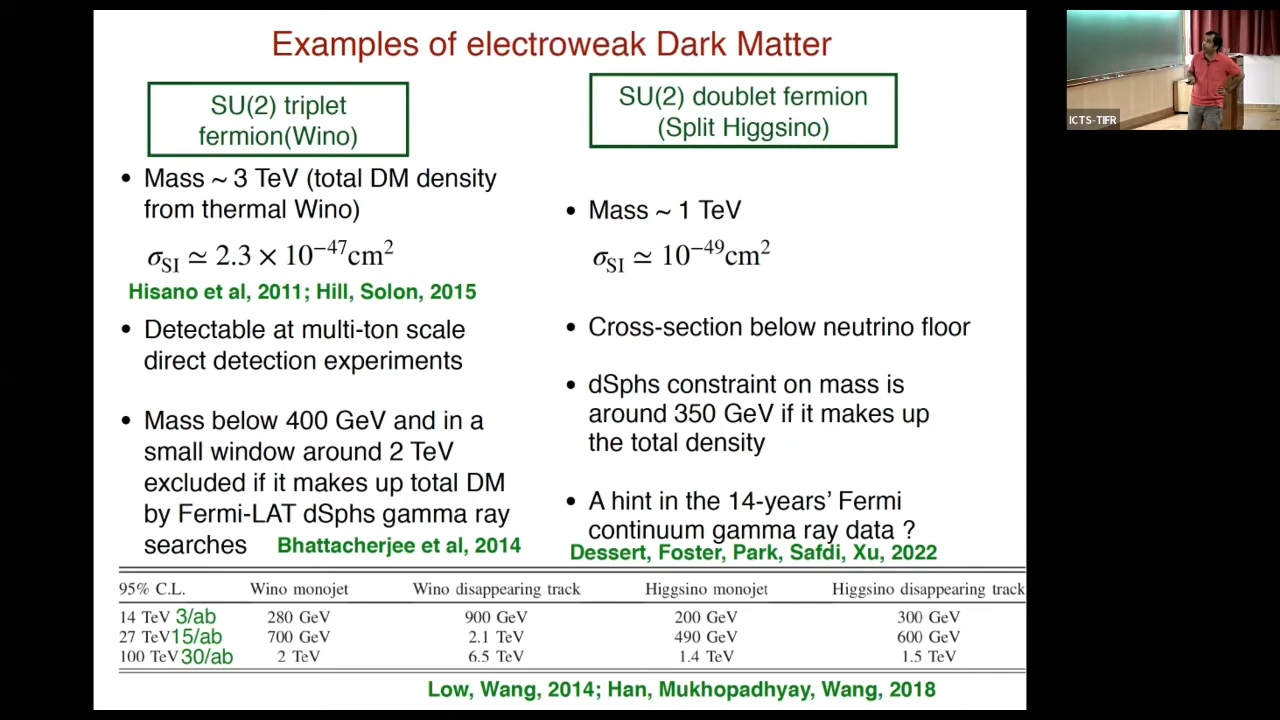 Examples of electroweak Dark Matter
SU(2) triplet
fermion(Wino)
• Mass ~ 3 TeV (total DM density
from thermal Wino)
σ_SI ≃ 2.3 × 10⁻⁴⁷cm²
Hisano et al, 2011; Hill, Solon, 2015
• Detectable at multi-ton scale
direct detection experiments
• Mass below 400 GeV and in a
small window around 2 TeV
excluded if it makes up total DM
by Fermi-LAT dSphs gamma ray
searches
Bhattacherjee et al, 2014
SU(2) doublet fermion
(Split Higgsino)
• Mass ~ 1 TeV
σ_SI ≃ 10⁻⁴⁹cm²
• Cross-section below neutrino floor
• dSphs constraint on mass is
around 350 GeV if it makes up
the total density
• A hint in the 14-years’ Fermi
continuum gamma ray data ?
Dessert, Foster, Park, Safdi, Xu, 2022
95% C.L. Wino monojet Wino disappearing track Higgsino monojet Higgsino disappearing track
14 TeV 3/ab 280 GeV 900 GeV 200 GeV 300 GeV
27 TeV 15/ab 700 GeV 2.1 TeV 490 GeV 600 GeV
100 TeV 30/ab 2 TeV 6.5 TeV 1.4 TeV 1.5 TeV
Low, Wang, 2014; Han, Mukhopadhyay, Wang, 2018
ICTS-TIFR